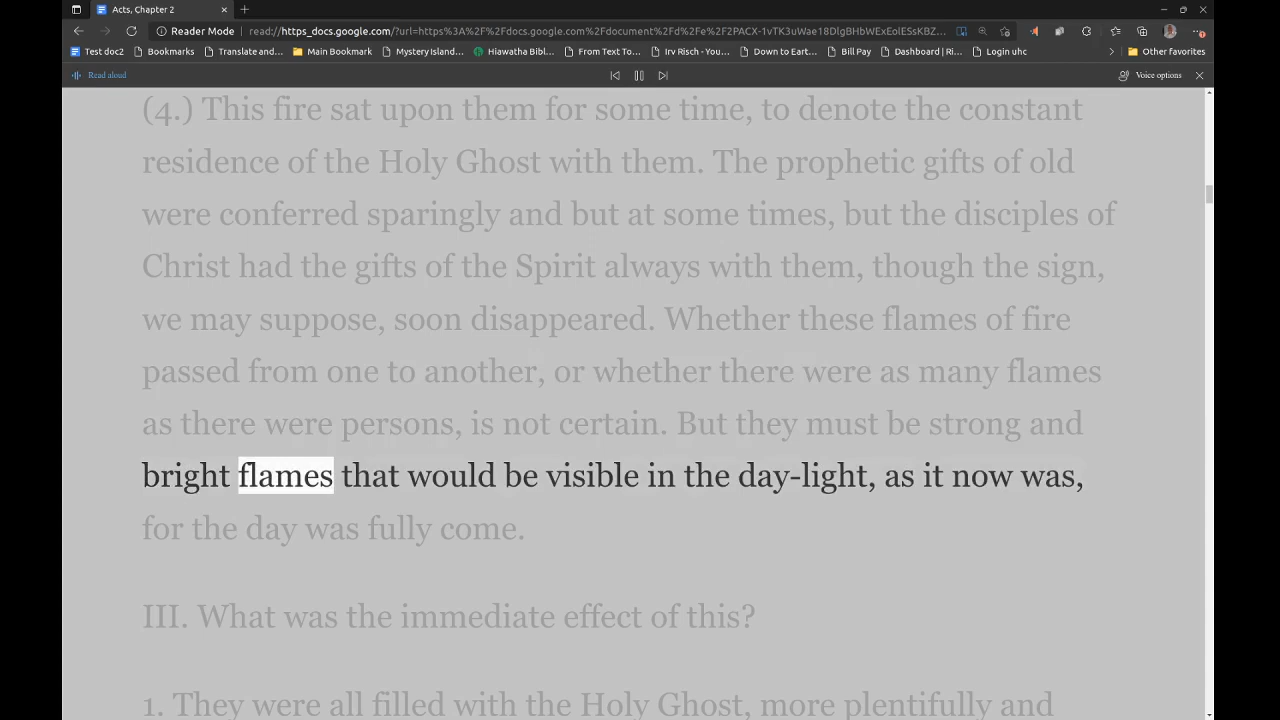 Acts, Chapter 2
Reader Mode
read://https_docs.google.com/?url=https%3A%2F%2Fdocs.google.com%2Fdocument%2Fd%2Fe%2F2PACX-1vTK3uWae18DlgBHbWExEolESsKBZ...
Test doc2 Bookmarks Translate and... Main Bookmark Mystery Island... Hiawatha Bibl... From Text To... Irv Risch - You... Down to Eart... Bill Pay Dashboard | Ri... Login uhc Other favorites
Read aloud Voice options
(4.) This fire sat upon them for some time, to denote the constant
residence of the Holy Ghost with them. The prophetic gifts of old
were conferred sparingly and but at some times, but the disciples of
Christ had the gifts of the Spirit always with them, though the sign,
we may suppose, soon disappeared. Whether these flames of fire
passed from one to another, or whether there were as many flames
as there were persons, is not certain. But they must be strong and
bright flames that would be visible in the day-light, as it now was,
for the day was fully come.
III. What was the immediate effect of this?
1. They were all filled with the Holy Ghost, more plentifully and